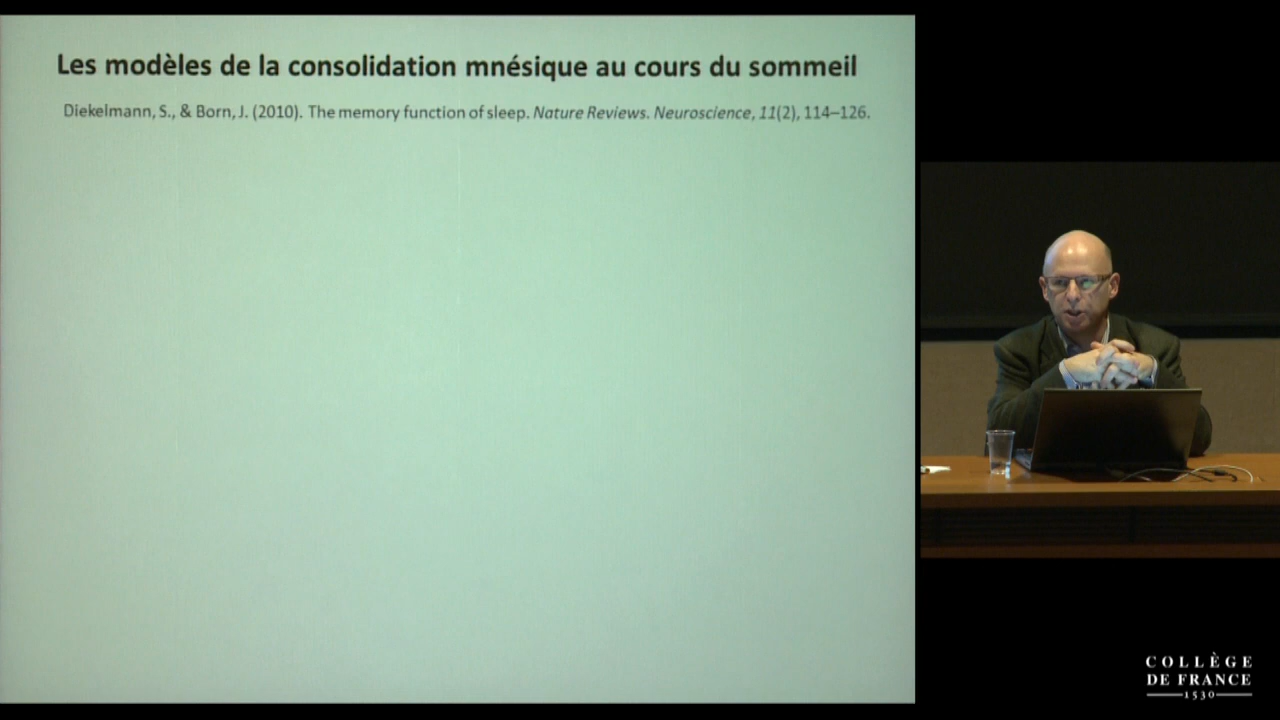 Les modèles de la consolidation mnésique au cours du sommeil
Diekelmann, S., & Born, J. (2010). The memory function of sleep. Nature Reviews. Neuroscience, 11(2), 114–126.
COLLÈGE
DE FRANCE
1530